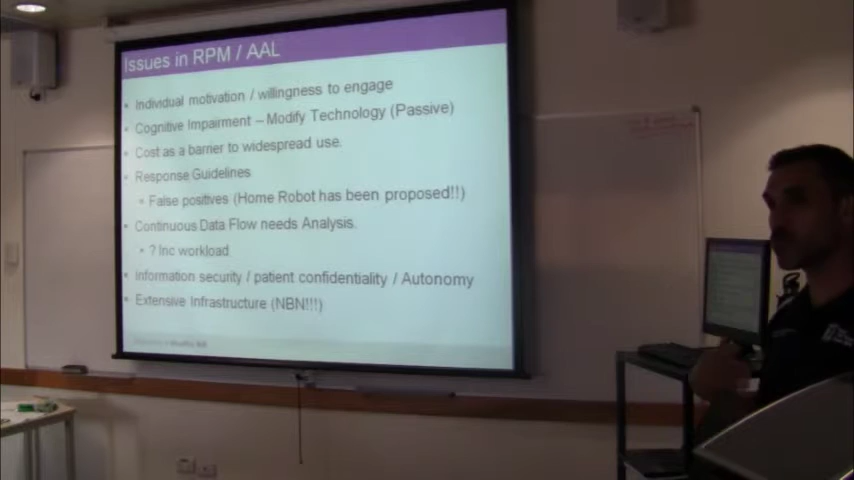 Issues in RPM / AAL
• Individual motivation / willingness to engage
• Cognitive Impairment – Modify Technology (Passive)
• Cost as a barrier to widespread use.
• Response Guidelines
• False positives (Home Robot has been proposed!!)
• Continuous Data Flow needs Analysis.
• ? Inc workload
• Information security / patient confidentiality / Autonomy
• Extensive Infrastructure (NBN!!!)